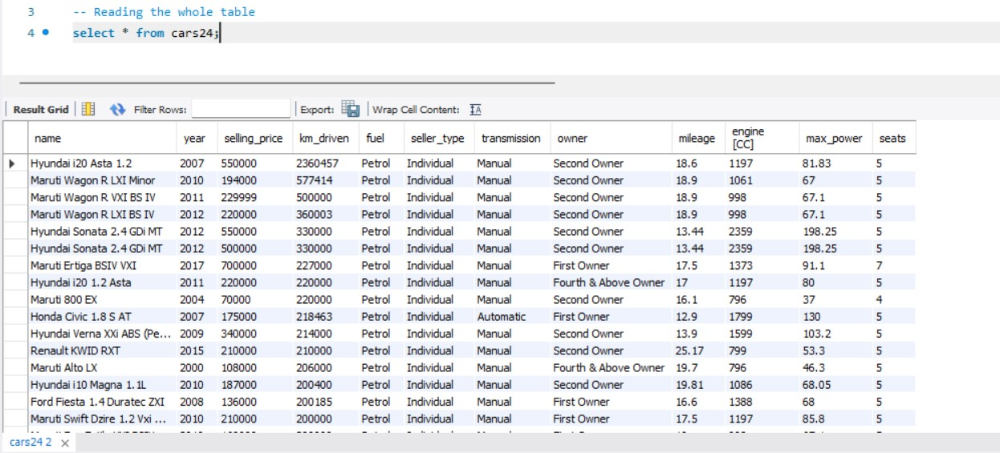 3 -- Reading the whole table
4 select * from cars24;
Result Grid Filter Rows: Export: Wrap Cell Content: IA
name year selling_price km_driven fuel seller_type transmission owner mileage engine [CC] max_power seats
Hyundai i20 Asta 1.2 2007 550000 2360457 Petrol Individual Manual Second Owner 18.6 1197 81.83 5
Maruti Wagon R LXI Minor 2010 194000 577414 Petrol Individual Manual Second Owner 18.9 1061 67 5
Maruti Wagon R VXI BS IV 2011 229999 500000 Petrol Individual Manual Second Owner 18.9 998 67.1 5
Maruti Wagon R LXI BS IV 2012 220000 360003 Petrol Individual Manual Second Owner 18.9 998 67.1 5
Hyundai Sonata 2.4 GDi MT 2012 550000 330000 Petrol Individual Manual Second Owner 13.44 2359 198.25 5
Hyundai Sonata 2.4 GDi MT 2012 500000 330000 Petrol Individual Manual Second Owner 13.44 2359 198.25 5
Maruti Ertiga BSIV VXI 2017 700000 227000 Petrol Individual Manual First Owner 17.5 1373 91.1 7
Hyundai i20 1.2 Asta 2011 220000 220000 Petrol Individual Manual Fourth & Above Owner 17 1197 80 5
Maruti 800 EX 2004 70000 220000 Petrol Individual Manual Second Owner 16.1 796 37 4
Honda Civic 1.8 S AT 2007 175000 218463 Petrol Individual Automatic First Owner 12.9 1799 130 5
Hyundai Verna XXi ABS (Pe... 2009 340000 214000 Petrol Individual Manual Second Owner 13.9 1599 103.2 5
Renault KWID RXT 2015 210000 210000 Petrol Individual Manual Second Owner 25.17 799 53.3 5
Maruti Alto LX 2000 108000 206000 Petrol Individual Manual Fourth & Above Owner 19.7 796 46.3 5
Hyundai i10 Magna 1.1L 2010 187000 200400 Petrol Individual Manual Second Owner 19.81 1086 68.05 5
Ford Fiesta 1.4 Duratec ZXI 2008 136000 200185 Petrol Individual Manual First Owner 16.6 1388 68 5
Maruti Swift Dzire 1.2 Vxi ... 2010 210000 200000 Petrol Individual Manual First Owner 17.5 1197 85.8 5
cars24 2